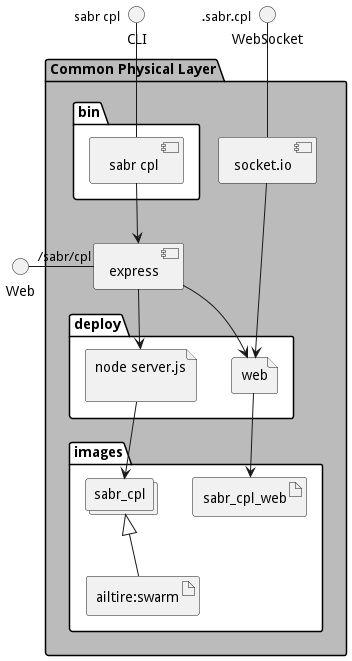 sabr cpl
.sabr.cpl
CLI
WebSocket
Common Physical Layer
bin
sabr cpl
socket.io
/sabr/cpl
express
Web
deploy
node server.js
web
images
sabr_cpl
sabr_cpl_web
ailtire:swarm